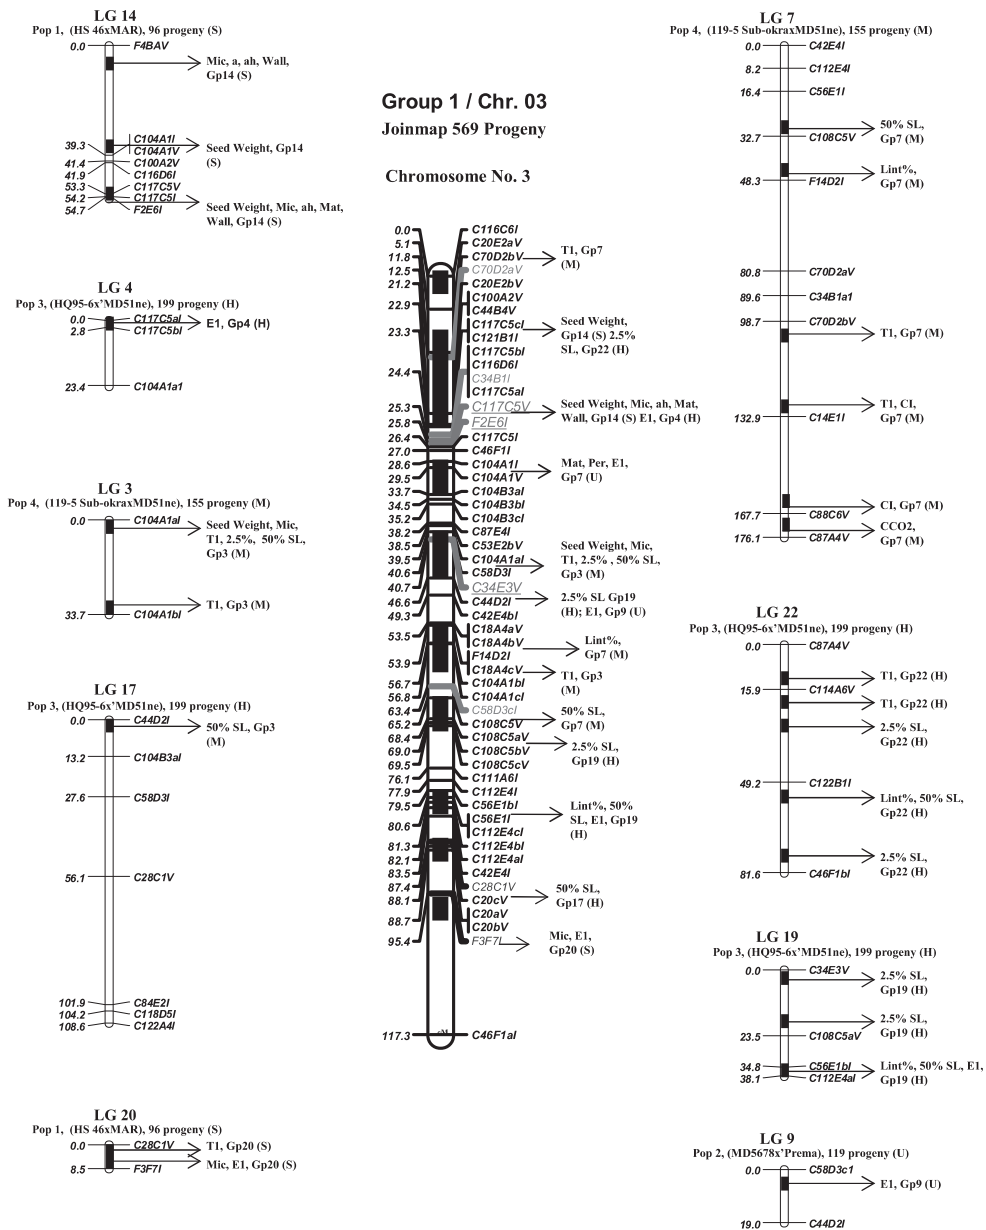 LG 14
Pop 1, (HS 46xMAR), 96 progeny (S)
0.0 F4BAV
Mic, a, ah, Wall,
Gp14 (S)
C104A1I
39.3 C104A1V
Seed Weight, Gp14
(S)
41.4 C100A2V
41.9 C116D6I
53.3 C117C5V
54.2 C117C5I
54.7 F2E6I
Seed Weight, Mic, ah, Mat,
Wall, Gp14 (S)
LG 4
Pop 3, (HQ95-6x'MD51ne), 199 progeny (H)
0.0 C117C5aI
2.8 C117C5bI
E1, Gp4 (H)
23.4 C104A1a1
LG 3
Pop 4, (119-5 Sub-okraxMD51ne), 155 progeny (M)
0.0 C104A1aI
Seed Weight, Mic,
T1, 2.5%, 50% SL,
Gp3 (M)
T1, Gp3 (M)
33.7 C104A1bI
LG 17
Pop 3, (HQ95-6x'MD51ne), 199 progeny (H)
0.0 C44D2I
50% SL, Gp3
(M)
13.2 C104B3aI
27.6 C58D3I
56.1 C28C1V
101.9 C84E2I
104.2 C118D5I
108.6 C122A4I
LG 20
Pop 1, (HS 46xMAR), 96 progeny (S)
0.0 C28C1V
T1, Gp20 (S)
Mic, E1, Gp20 (S)
8.5 F3F7I
Group 1 / Chr. 03
Joinmap 569 Progeny
Chromosome No. 3
0.0 C116C6I
5.1 C20E2aV
11.8 C70D2bV
T1, Gp7
(M)
12.5 C70D2aV
21.2 C20E2bV
C100A2V
22.9 C44B4V
23.3 C117C5cI
C121B1I
Seed Weight,
Gp14 (S) 2.5%
SL, Gp22 (H)
C117C5bI
C116D6I
24.4 C34B1I
C117C5aI
25.3 C117C5V
Seed Weight, Mic, ah, Mat,
Wall, Gp14 (S) E1, Gp4 (H)
25.8 F2E6I
26.4 C117C5I
27.0 C46F1I
28.6 C104A1I
Mat, Per, E1,
Gp7 (U)
29.5 C104A1V
33.7 C104B3aI
34.5 C104B3bI
35.2 C104B3cI
38.2 C87E4I
38.5 C53E2bV
39.5 C104A1aI
Seed Weight, Mic,
T1, 2.5% , 50% SL,
Gp3 (M)
40.6 C58D3I
40.7 C34E3V
46.6 C44D2I
2.5% SL Gp19
(H); E1, Gp9 (U)
49.3 C42E4bI
C18A4aV
53.5 C18A4bV
Lint%,
Gp7 (M)
53.9 F14D2I
C18A4cV
T1, Gp3
(M)
56.7 C104A1bI
56.8 C104A1cI
63.4 C58D3cI
65.2 C108C5V
50% SL,
Gp7 (M)
68.4 C108C5aV
69.0 C108C5bV
2.5% SL,
Gp19 (H)
69.5 C108C5cV
76.1 C111A6I
77.9 C112E4I
79.5 C56E1bI
C56E1I
Lint%, 50%
SL, E1, Gp19
(H)
80.6 C112E4cI
81.3 C112E4bI
82.1 C112E4aI
83.5 C42E4I
87.4 C28C1V
88.1 C20cV
50% SL,
Gp17 (H)
88.7 C20aV
C20bV
95.4 F3F7I
Mic, E1,
Gp20 (S)
cM
117.3 C46F1aI
LG 7
Pop 4, (119-5 Sub-okraxMD51ne), 155 progeny (M)
0.0 C42E4I
8.2 C112E4I
16.4 C56E1I
50% SL,
Gp7 (M)
32.7 C108C5V
Lint%,
Gp7 (M)
48.3 F14D2I
80.8 C70D2aV
89.6 C34B1a1
98.7 C70D2bV
T1, Gp7 (M)
T1, CI,
Gp7 (M)
132.9 C14E1I
CI, Gp7 (M)
167.7 C88C6V
CCO2,
Gp7 (M)
176.1 C87A4V
LG 22
Pop 3, (HQ95-6x'MD51ne), 199 progeny (H)
0.0 C87A4V
T1, Gp22 (H)
15.9 C114A6V
T1, Gp22 (H)
2.5% SL,
Gp22 (H)
49.2 C122B1I
Lint%, 50% SL,
Gp22 (H)
2.5% SL,
Gp22 (H)
81.6 C46F1bI
LG 19
Pop 3, (HQ95-6x'MD51ne), 199 progeny (H)
0.0 C34E3V
2.5% SL,
Gp19 (H)
2.5% SL,
Gp19 (H)
23.5 C108C5aV
34.8 C56E1bI
Lint%, 50% SL, E1,
Gp19 (H)
38.1 C112E4aI
LG 9
Pop 2, (MD5678x'Prema), 119 progeny (U)
0.0 C58D3c1
E1, Gp9 (U)
19.0 C44D2I